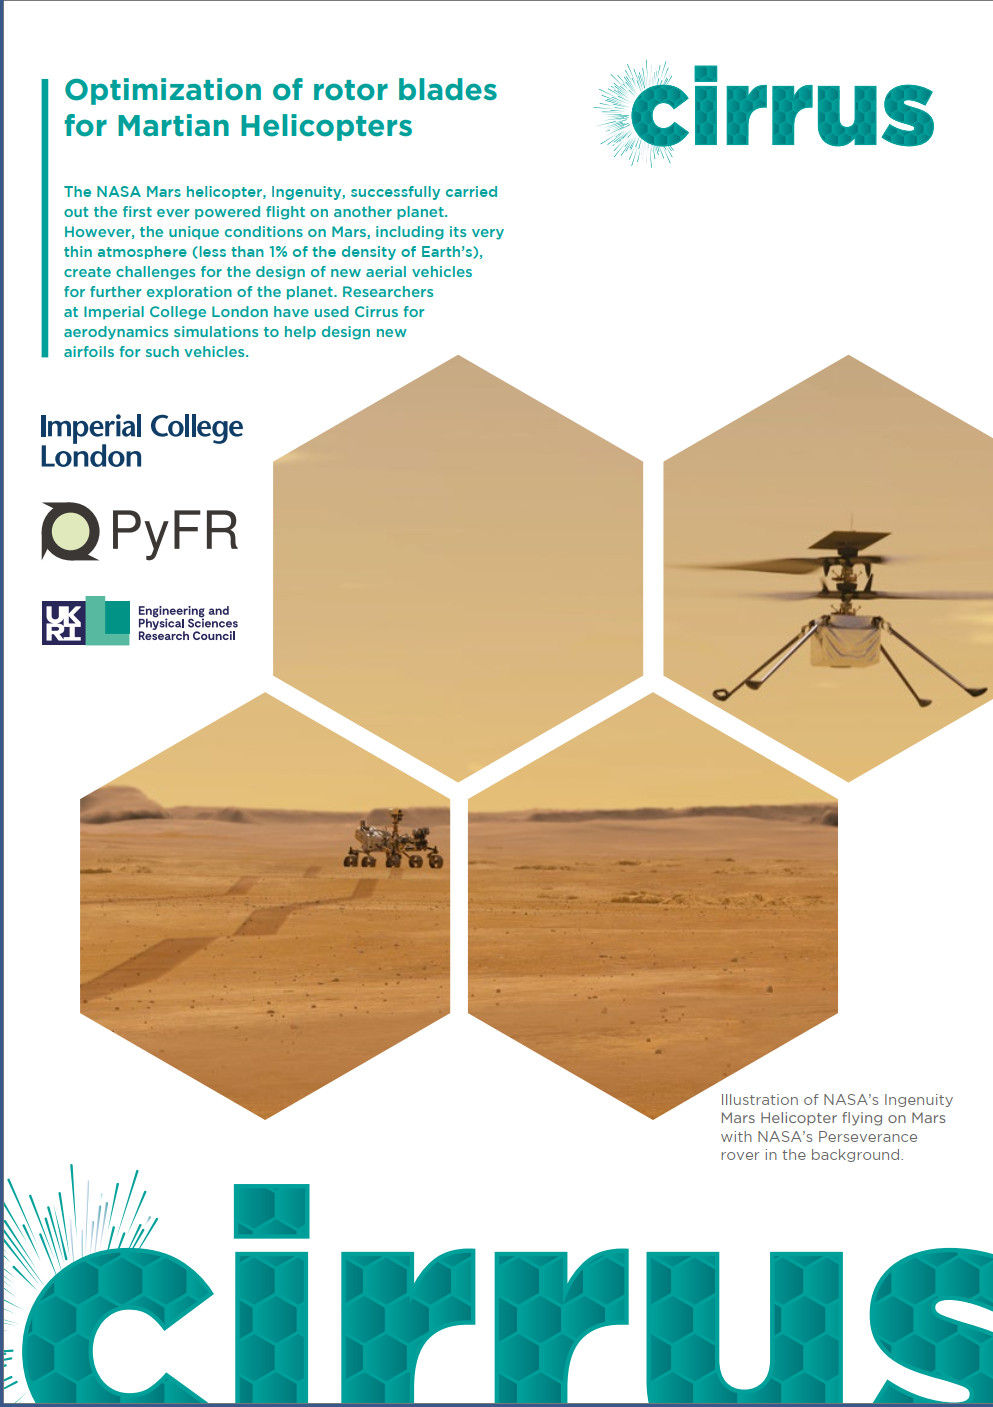 Optimization of rotor blades
for Martian Helicopters
cirrus
The NASA Mars helicopter, Ingenuity, successfully carried
out the first ever powered flight on another planet.
However, the unique conditions on Mars, including its very
thin atmosphere (less than 1% of the density of Earth's),
create challenges for the design of new aerial vehicles
for further exploration of the planet. Researchers
at Imperial College London have used Cirrus for
aerodynamics simulations to help design new
airfoils for such vehicles.
Imperial College
London
PyFR
UK
RI
Engineering and
Physical Sciences
Research Council
Illustration of NASA's Ingenuity
Mars Helicopter flying on Mars
with NASA's Perseverance
rover in the background.
cirrus